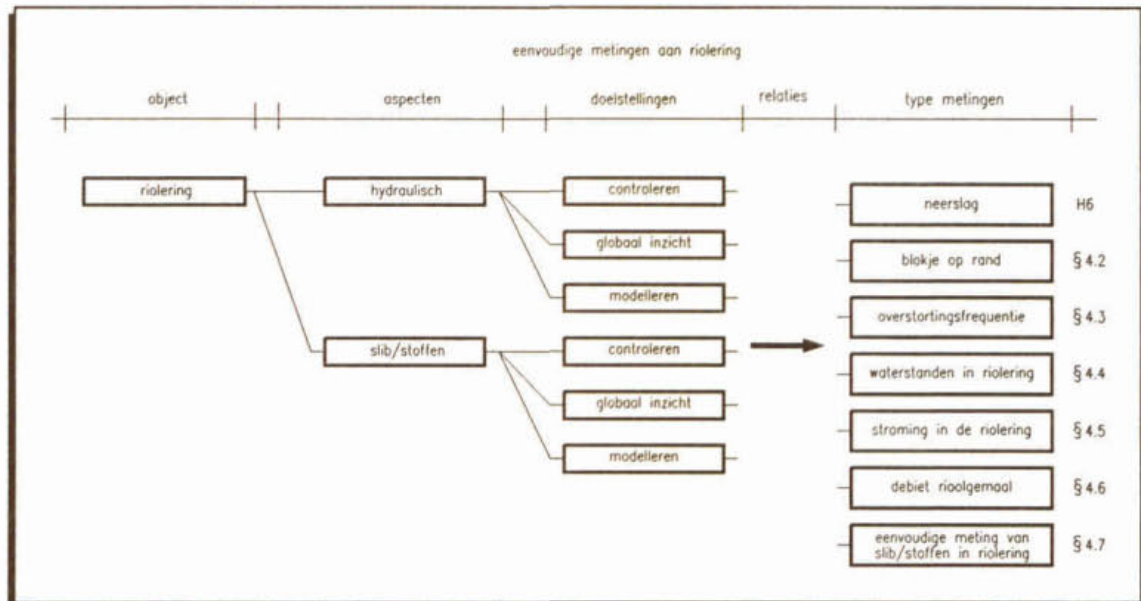 eenvoudige metingen aan riolering
object aspecten doelstellingen relaties type metingen
riolering
hydraulisch
slib/stoffen
controleren
globaal inzicht
modelleren
controleren
globaal inzicht
modelleren
neerslag H6
blokje op rand § 4.2
overstortingsfrequentie § 4.3
waterstanden in riolering § 4.4
stroming in de riolering § 4.5
debiet rioolgemaal § 4.6
eenvoudige meting van
slib/stoffen in riolering § 4.7